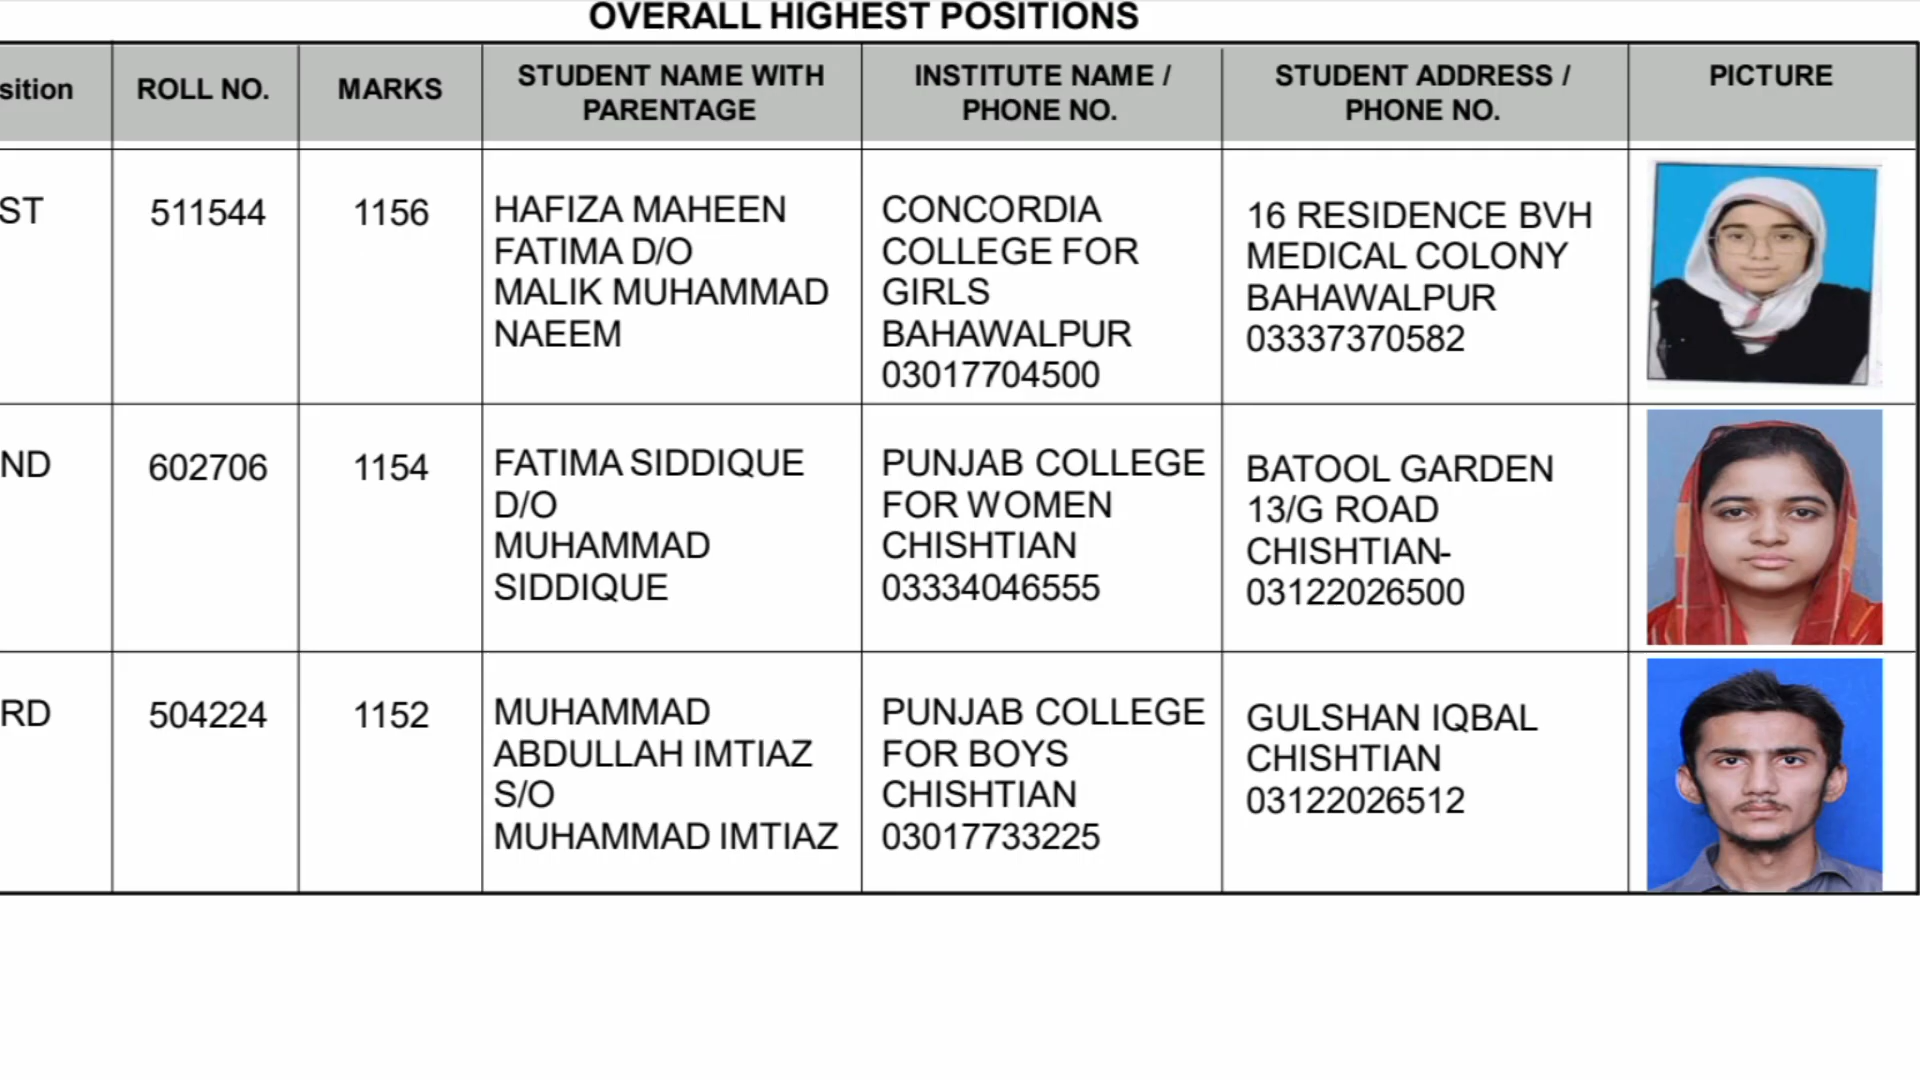 OVERALL HIGHEST POSITIONS
sition
ROLL NO.
MARKS
STUDENT NAME WITH
PARENTAGE
INSTITUTE NAME /
PHONE NO.
STUDENT ADDRESS /
PHONE NO.
PICTURE
ST
511544
1156
HAFIZA MAHEEN
FATIMA D/O
MALIK MUHAMMAD
NAEEM
CONCORDIA
COLLEGE FOR
GIRLS
BAHAWALPUR
03017704500
16 RESIDENCE BVH
MEDICAL COLONY
BAHAWALPUR
03337370582
ND
602706
1154
FATIMA SIDDIQUE
D/O
MUHAMMAD
SIDDIQUE
PUNJAB COLLEGE
FOR WOMEN
CHISHTIAN
03334046555
BATOOL GARDEN
13/G ROAD
CHISHTIAN-
03122026500
RD
504224
1152
MUHAMMAD
ABDULLAH IMTIAZ
S/O
MUHAMMAD IMTIAZ
PUNJAB COLLEGE
FOR BOYS
CHISHTIAN
03017733225
GULSHAN IQBAL
CHISHTIAN
03122026512